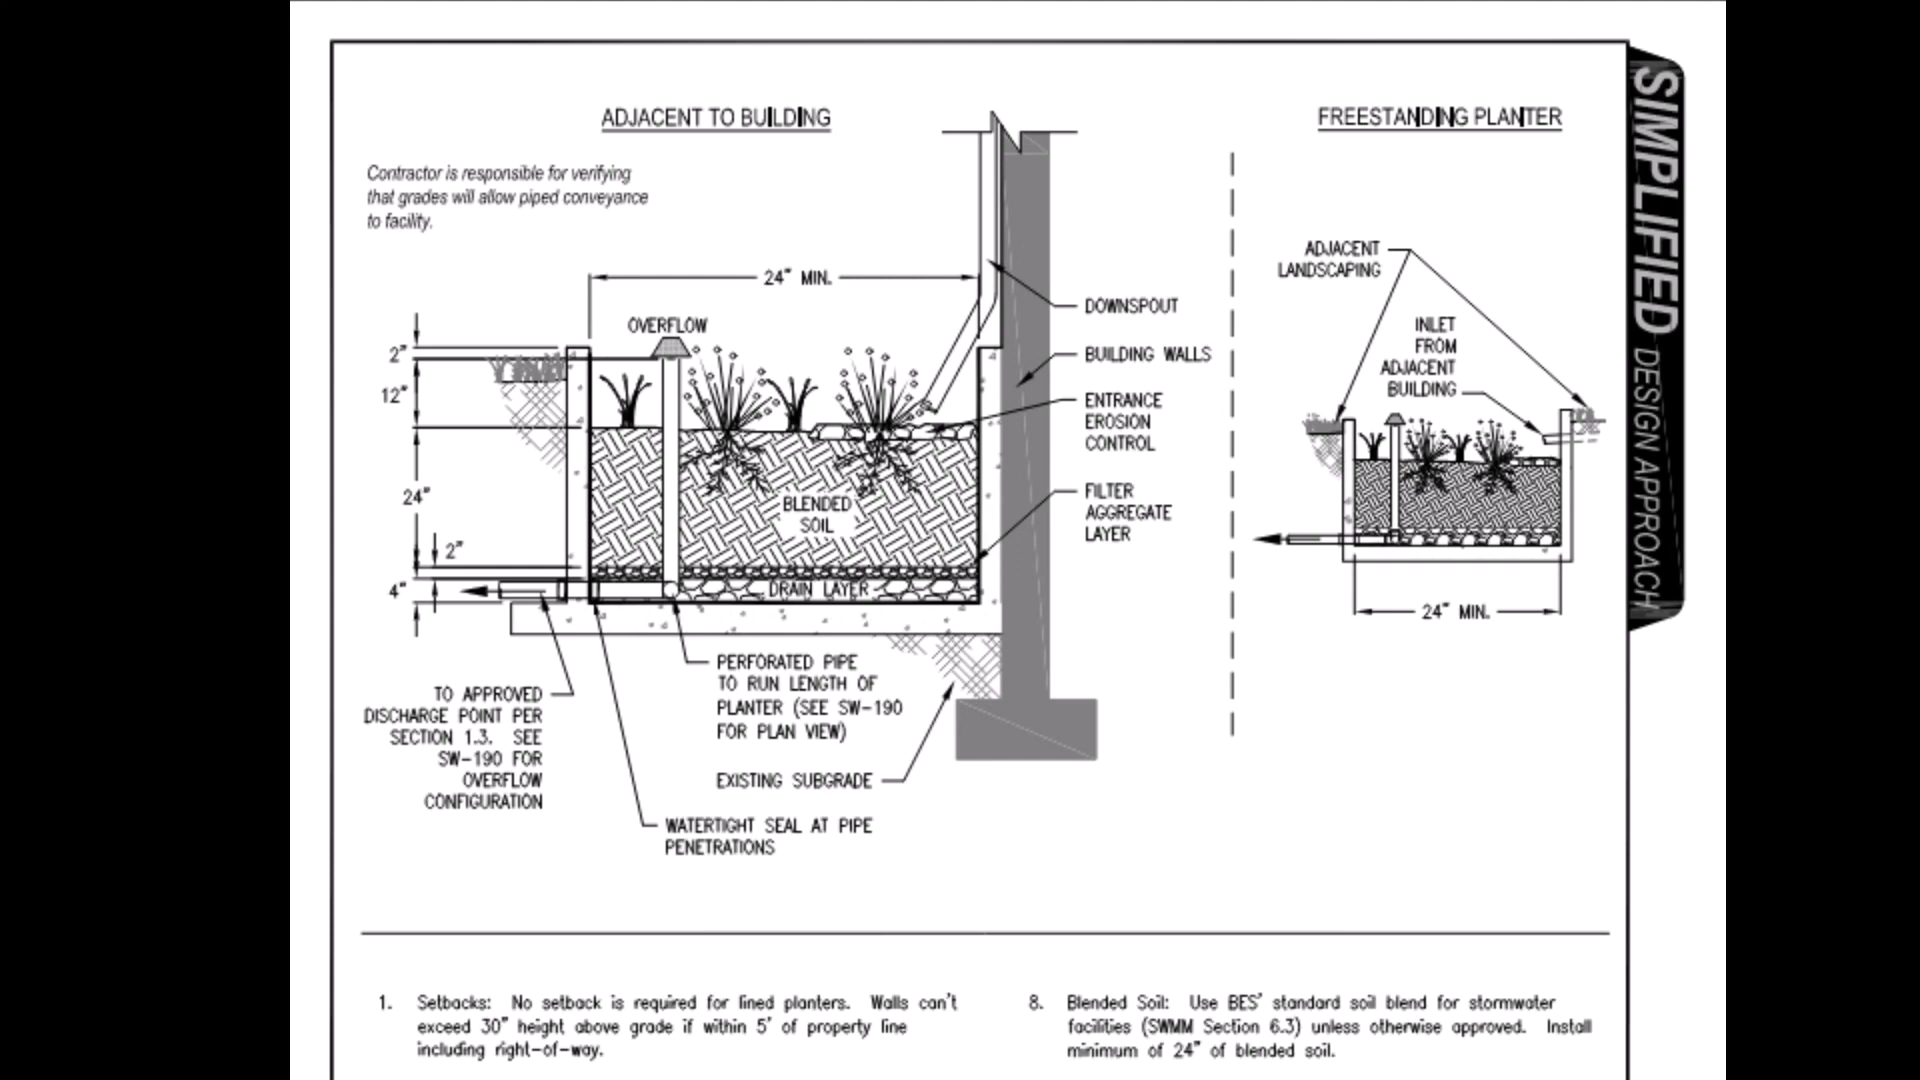 ADJACENT TO BUILDING
Contractor is responsible for verifying
that grades will allow piped conveyance
to facility.
24" MIN.
OVERFLOW
2"
12"
24"
2"
4"
BLENDED
SOIL
DRAIN LAYER
DOWNSPOUT
BUILDING WALLS
ENTRANCE
EROSION
CONTROL
FILTER
AGGREGATE
LAYER
TO APPROVED
DISCHARGE POINT PER
SECTION 1.3. SEE
SW-190 FOR
OVERFLOW
CONFIGURATION
PERFORATED PIPE
TO RUN LENGTH OF
PLANTER (SEE SW-190
FOR PLAN VIEW)
EXISTING SUBGRADE
WATERTIGHT SEAL AT PIPE
PENETRATIONS
FREESTANDING PLANTER
ADJACENT
LANDSCAPING
INLET
FROM
ADJACENT
BUILDING
24" MIN.
SIMPLIFIED DESIGN APPROACH
1. Setbacks: No setback is required for lined planters. Walls can't
exceed 30" height above grade if within 5' of property line
including right-of-way.
8. Blended Soil: Use BES' standard soil blend for stormwater
facilities (SWMM Section 6.3) unless otherwise approved. Install
minimum of 24" of blended soil.